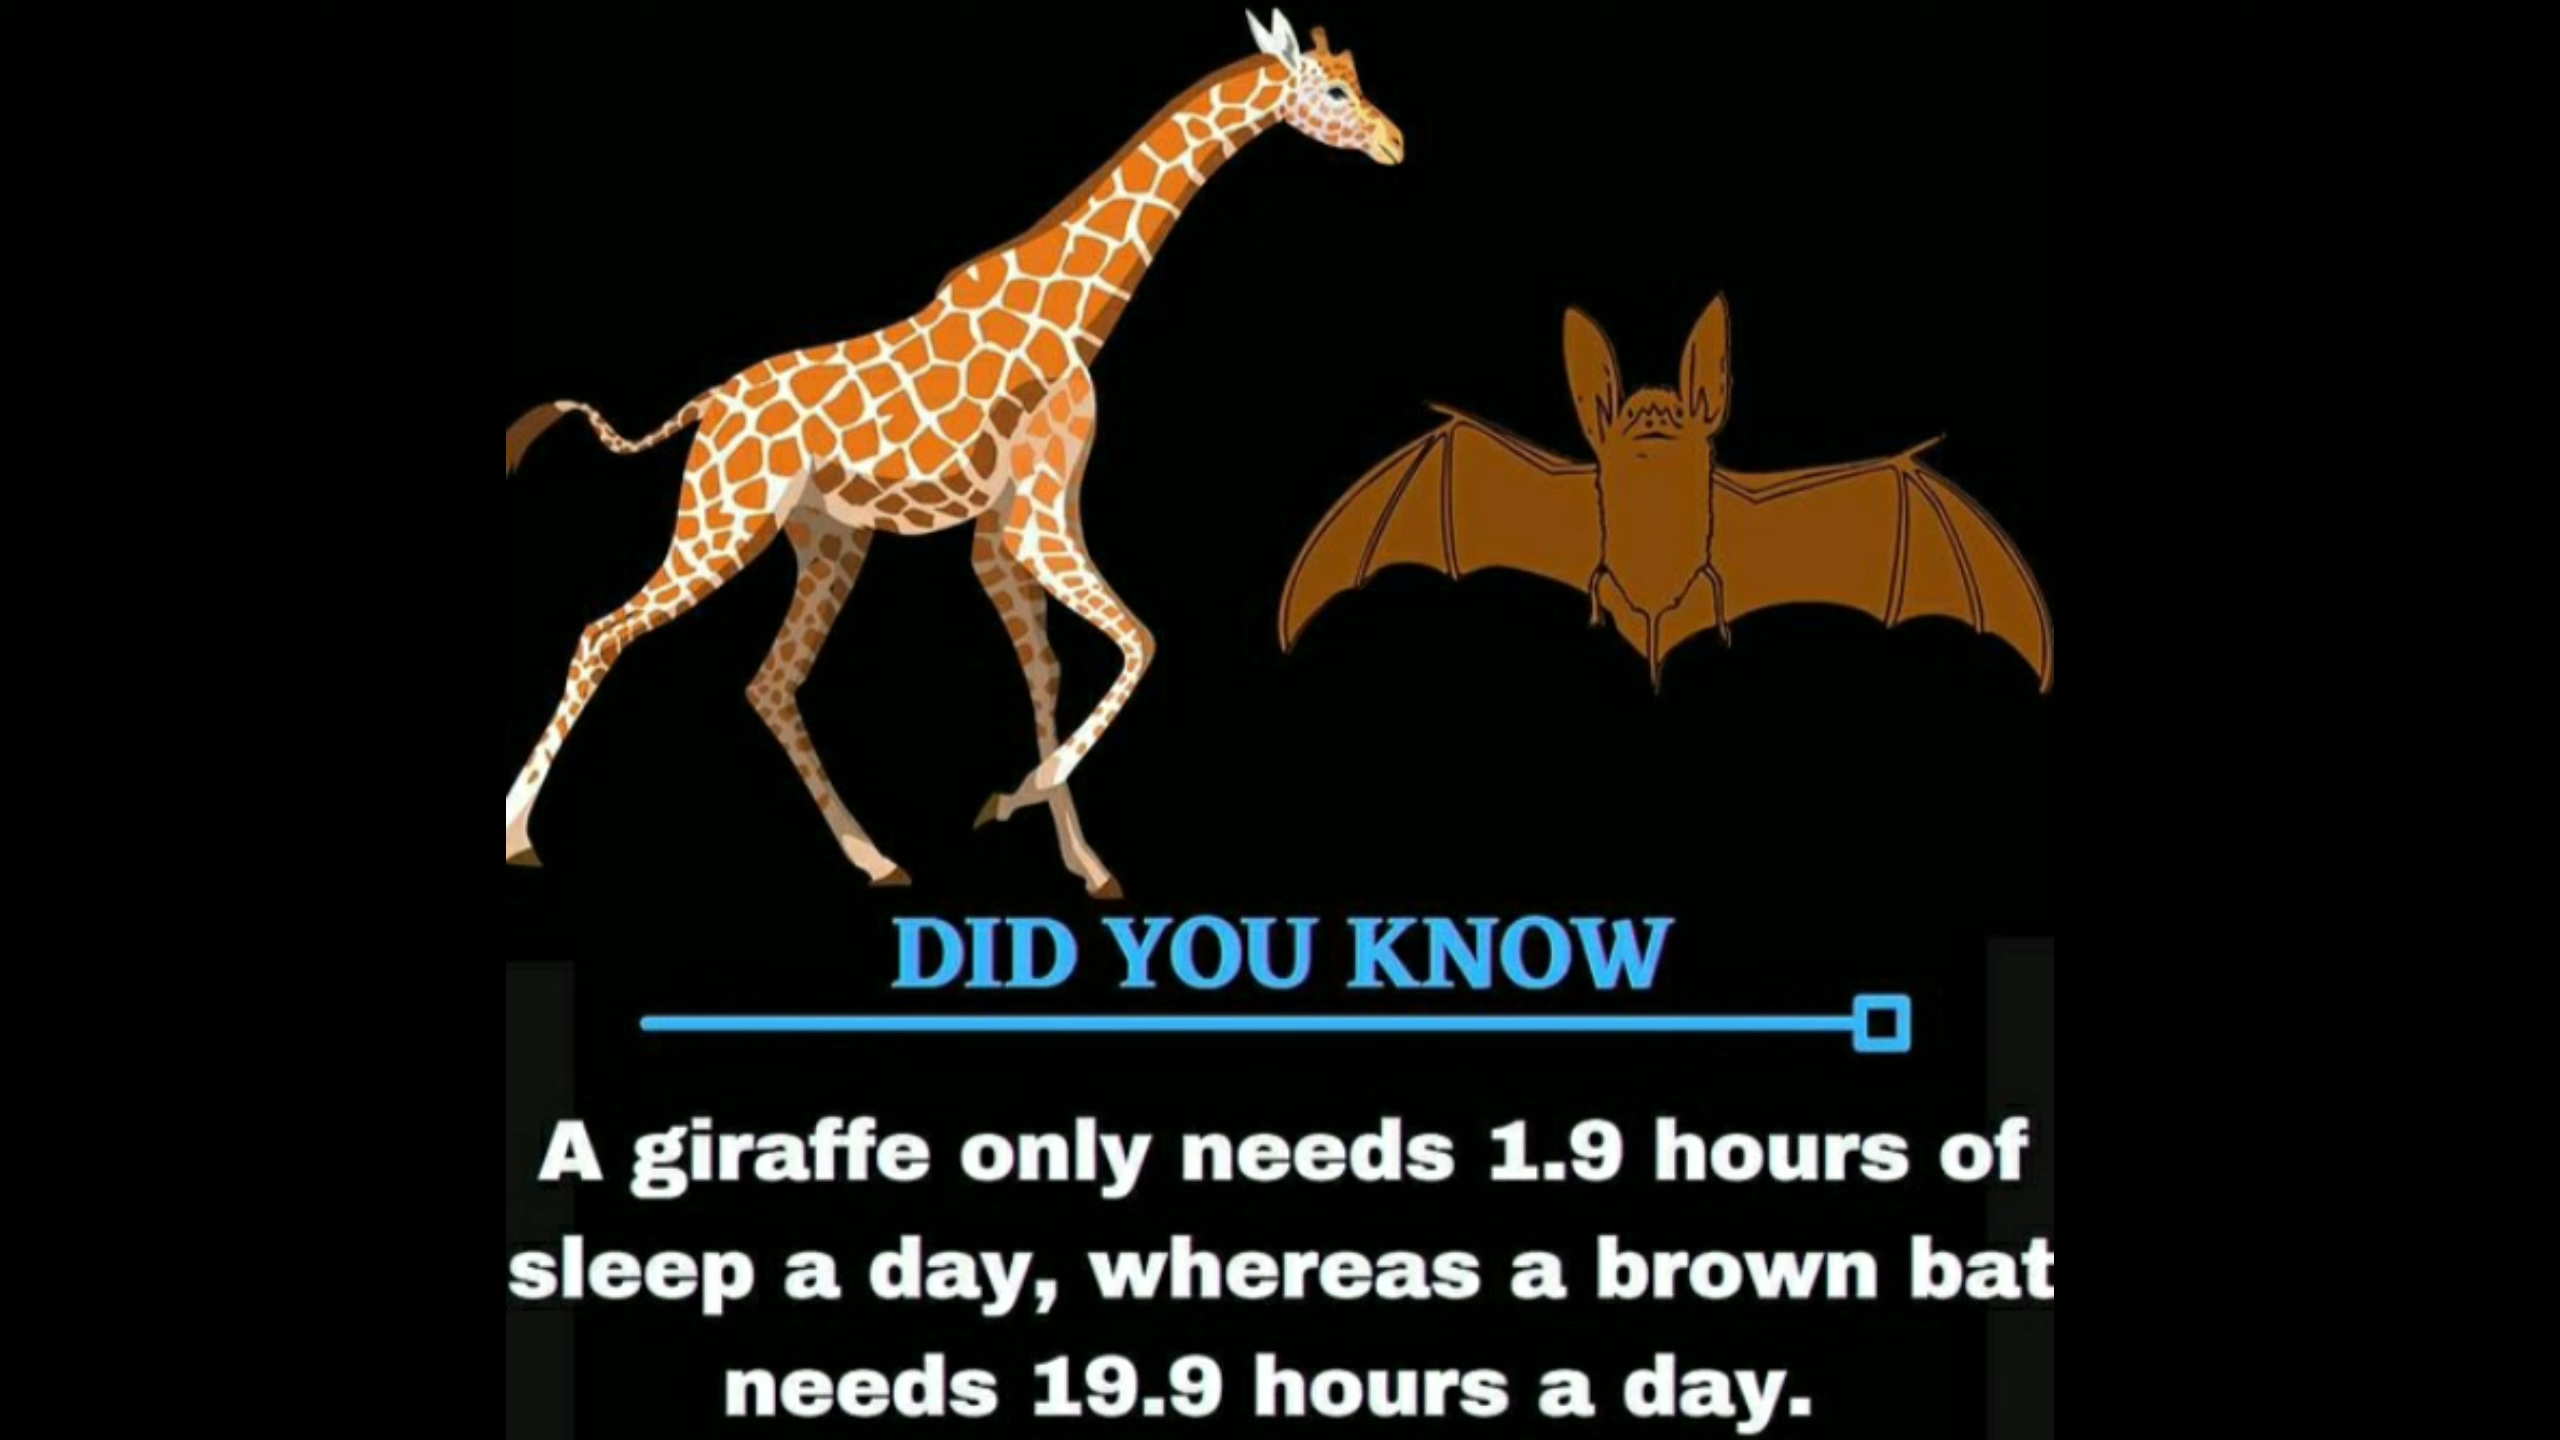 DID YOU KNOW
A giraffe only needs 1.9 hours of
sleep a day, whereas a brown bat
needs 19.9 hours a day.